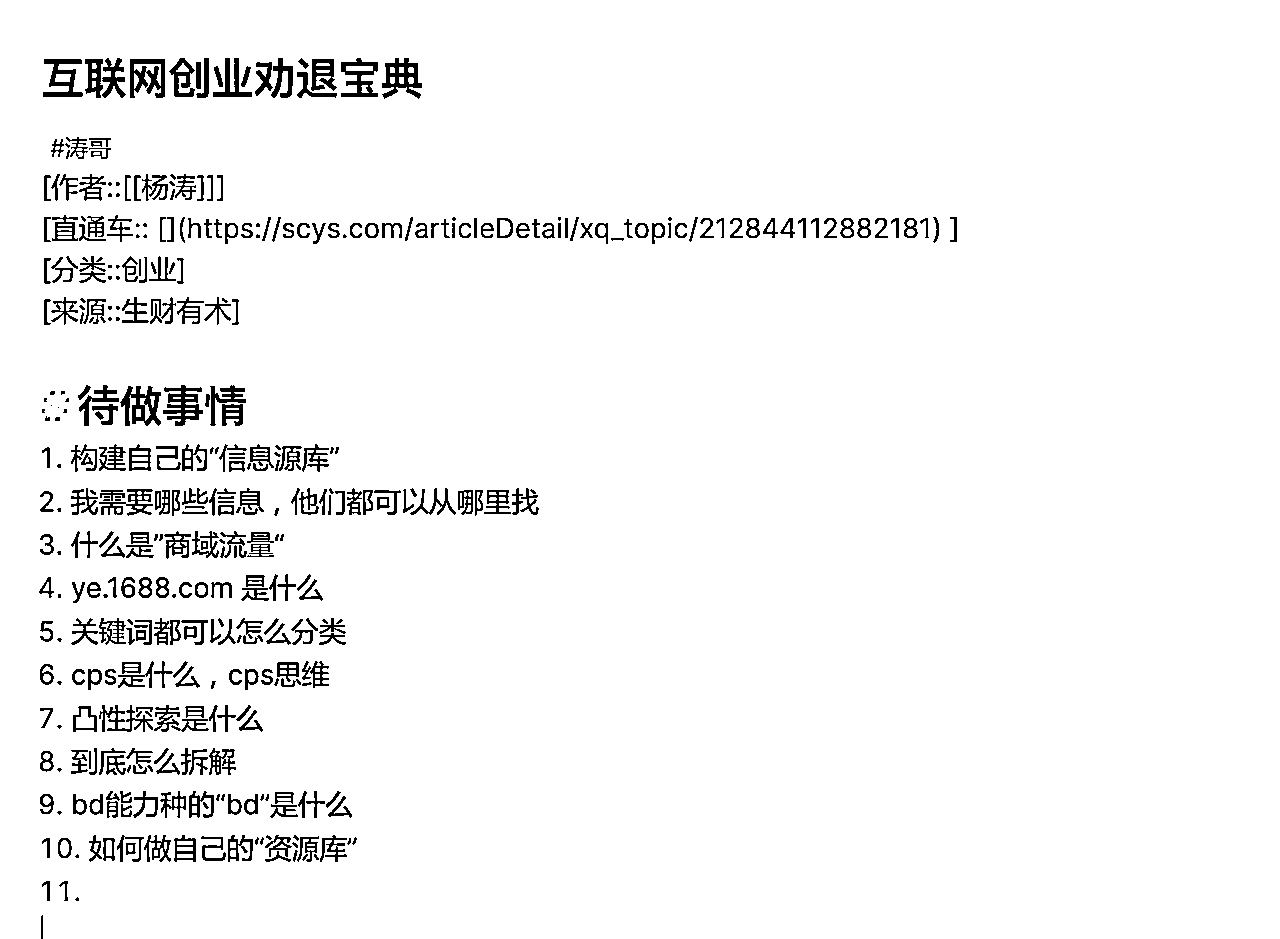 互联网创业劝退宝典
#涛哥
[作者::[[杨涛]]]
[直通车:: [](https://scys.com/articleDetail/xq_topic/212844112882181) ]
[分类::创业]
[来源::生财有术]
# 待做事情
1. 构建自己的“信息源库”
2. 我需要哪些信息，他们都可以从哪里找
3. 什么是”商域流量“
4. ye.1688.com 是什么
5. 关键词都可以怎么分类
6. cps是什么，cps思维
7. 凸性探索是什么
8. 到底怎么拆解
9. bd能力种的“bd”是什么
10. 如何做自己的“资源库”
11.